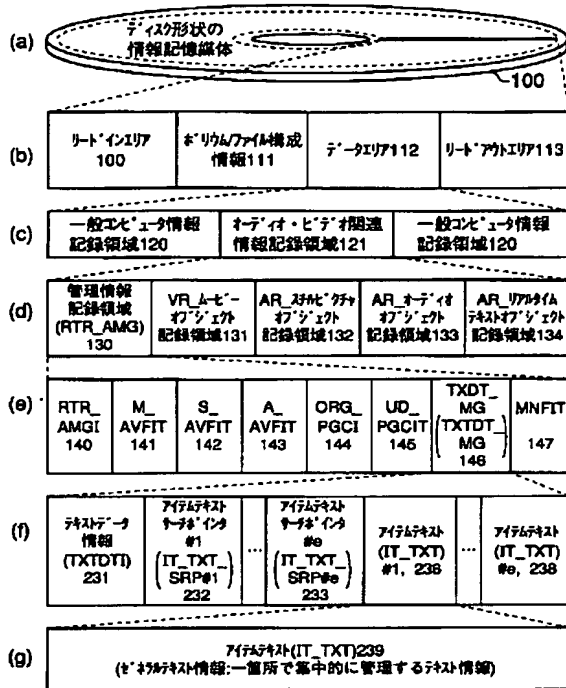 (a)
ディスク形状の
情報記憶媒体
100
(b)
リードインエリア
100
ボリウム/ファイル構成
情報111
データエリア112
リードアウトエリア113
(c)
一般コンピュータ情報
記録領域120
オーディオ・ビデオ関連
情報記録領域121
一般コンピュータ情報
記録領域120
(d)
管理情報
記録領域
(RTR_AMG)
130
VR_ムービー
オブジェクト
記録領域131
AR_スチルピクチャ
オブジェクト
記録領域132
AR_オーディオ
オブジェクト
記録領域133
AR_リアルタイム
テキストオブジェクト
記録領域134
(e)
RTR_
AMGI
140
M_
AVFIT
141
S_
AVFIT
142
A_
AVFIT
143
ORG_
PGCI
144
UD_
PGCIT
145
TXDT_
MG
(TXTDT_
MG)
146
MNFIT
147
(f)
テキストデータ
情報
(TXTDTI)
231
アイテムテキスト
サーチポインタ
#1
(IT_TXT_
SRP#1)
232
…
アイテムテキスト
サーチポインタ
#e
(IT_TXT_
SRP#e)
233
アイテムテキスト
(IT_TXT)
#1, 238
…
アイテムテキスト
(IT_TXT)
#e, 238
(g)
アイテムテキスト(IT_TXT)239
(ゼネラルテキスト情報:一箇所で集中的に管理するテキスト情報)